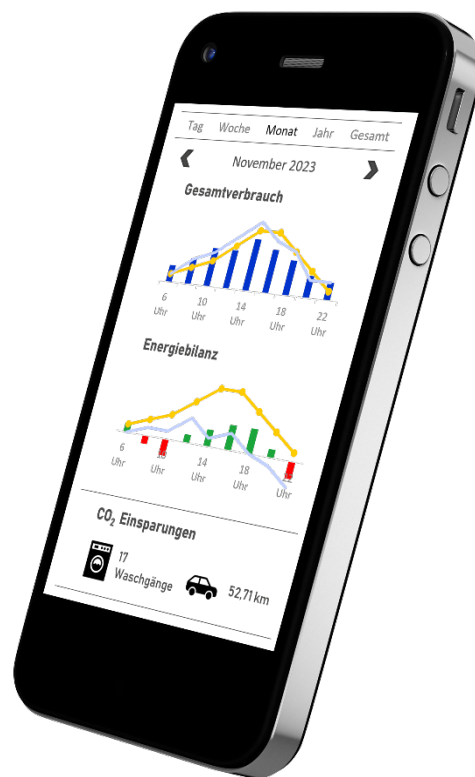 Tag Woche Monat Jahr Gesamt
November 2023
Gesamtverbrauch
6 10 14 18 22
Uhr Uhr Uhr Uhr Uhr
Energiebilanz
6 14 18
Uhr Uhr Uhr Uhr Uhr
CO₂ Einsparungen
17
Waschgänge
52,71 km